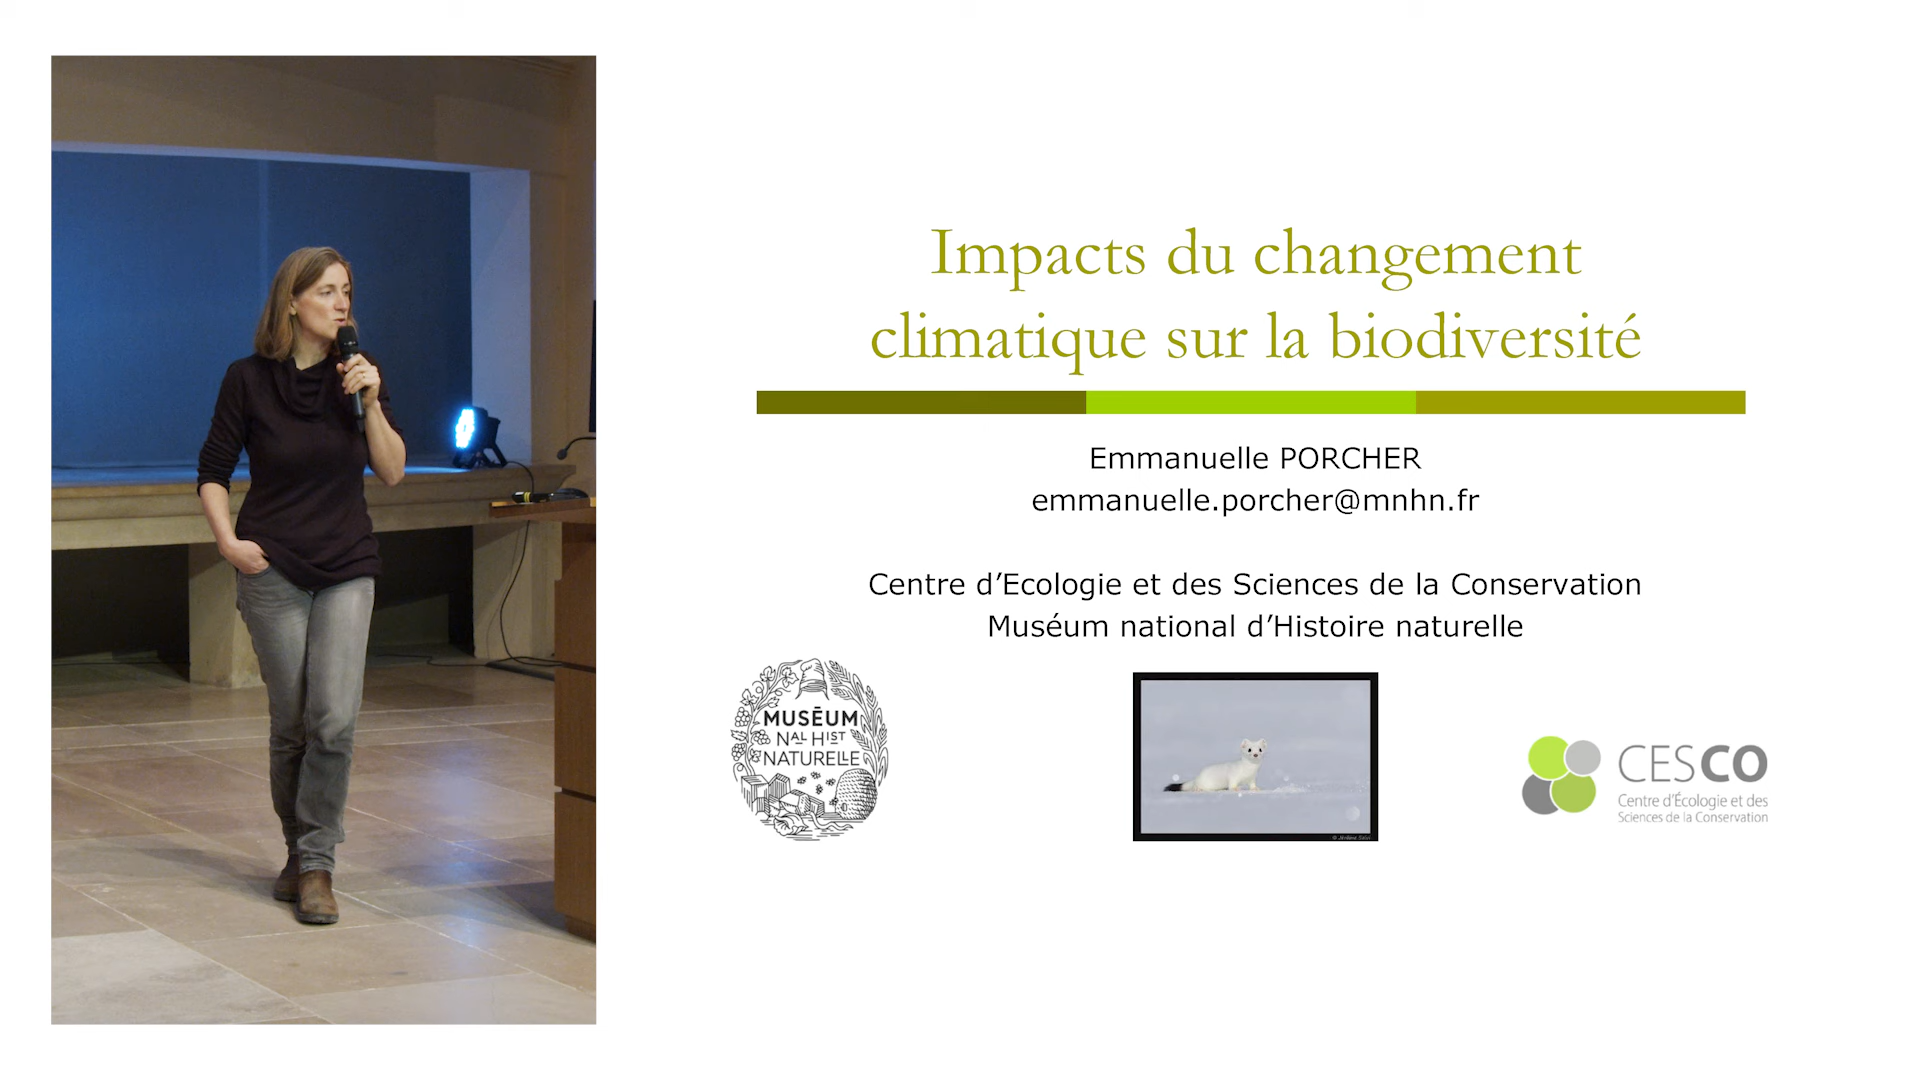 Impacts du changement
climatique sur la biodiversité
Emmanuelle PORCHER
emmanuelle.porcher@mnhn.fr
Centre d’Ecologie et des Sciences de la Conservation
Muséum national d’Histoire naturelle
MUSĒUM
NAL HIST
NATURELLE
CESCO
Centre d'Écologie et des
Sciences de la Conservation